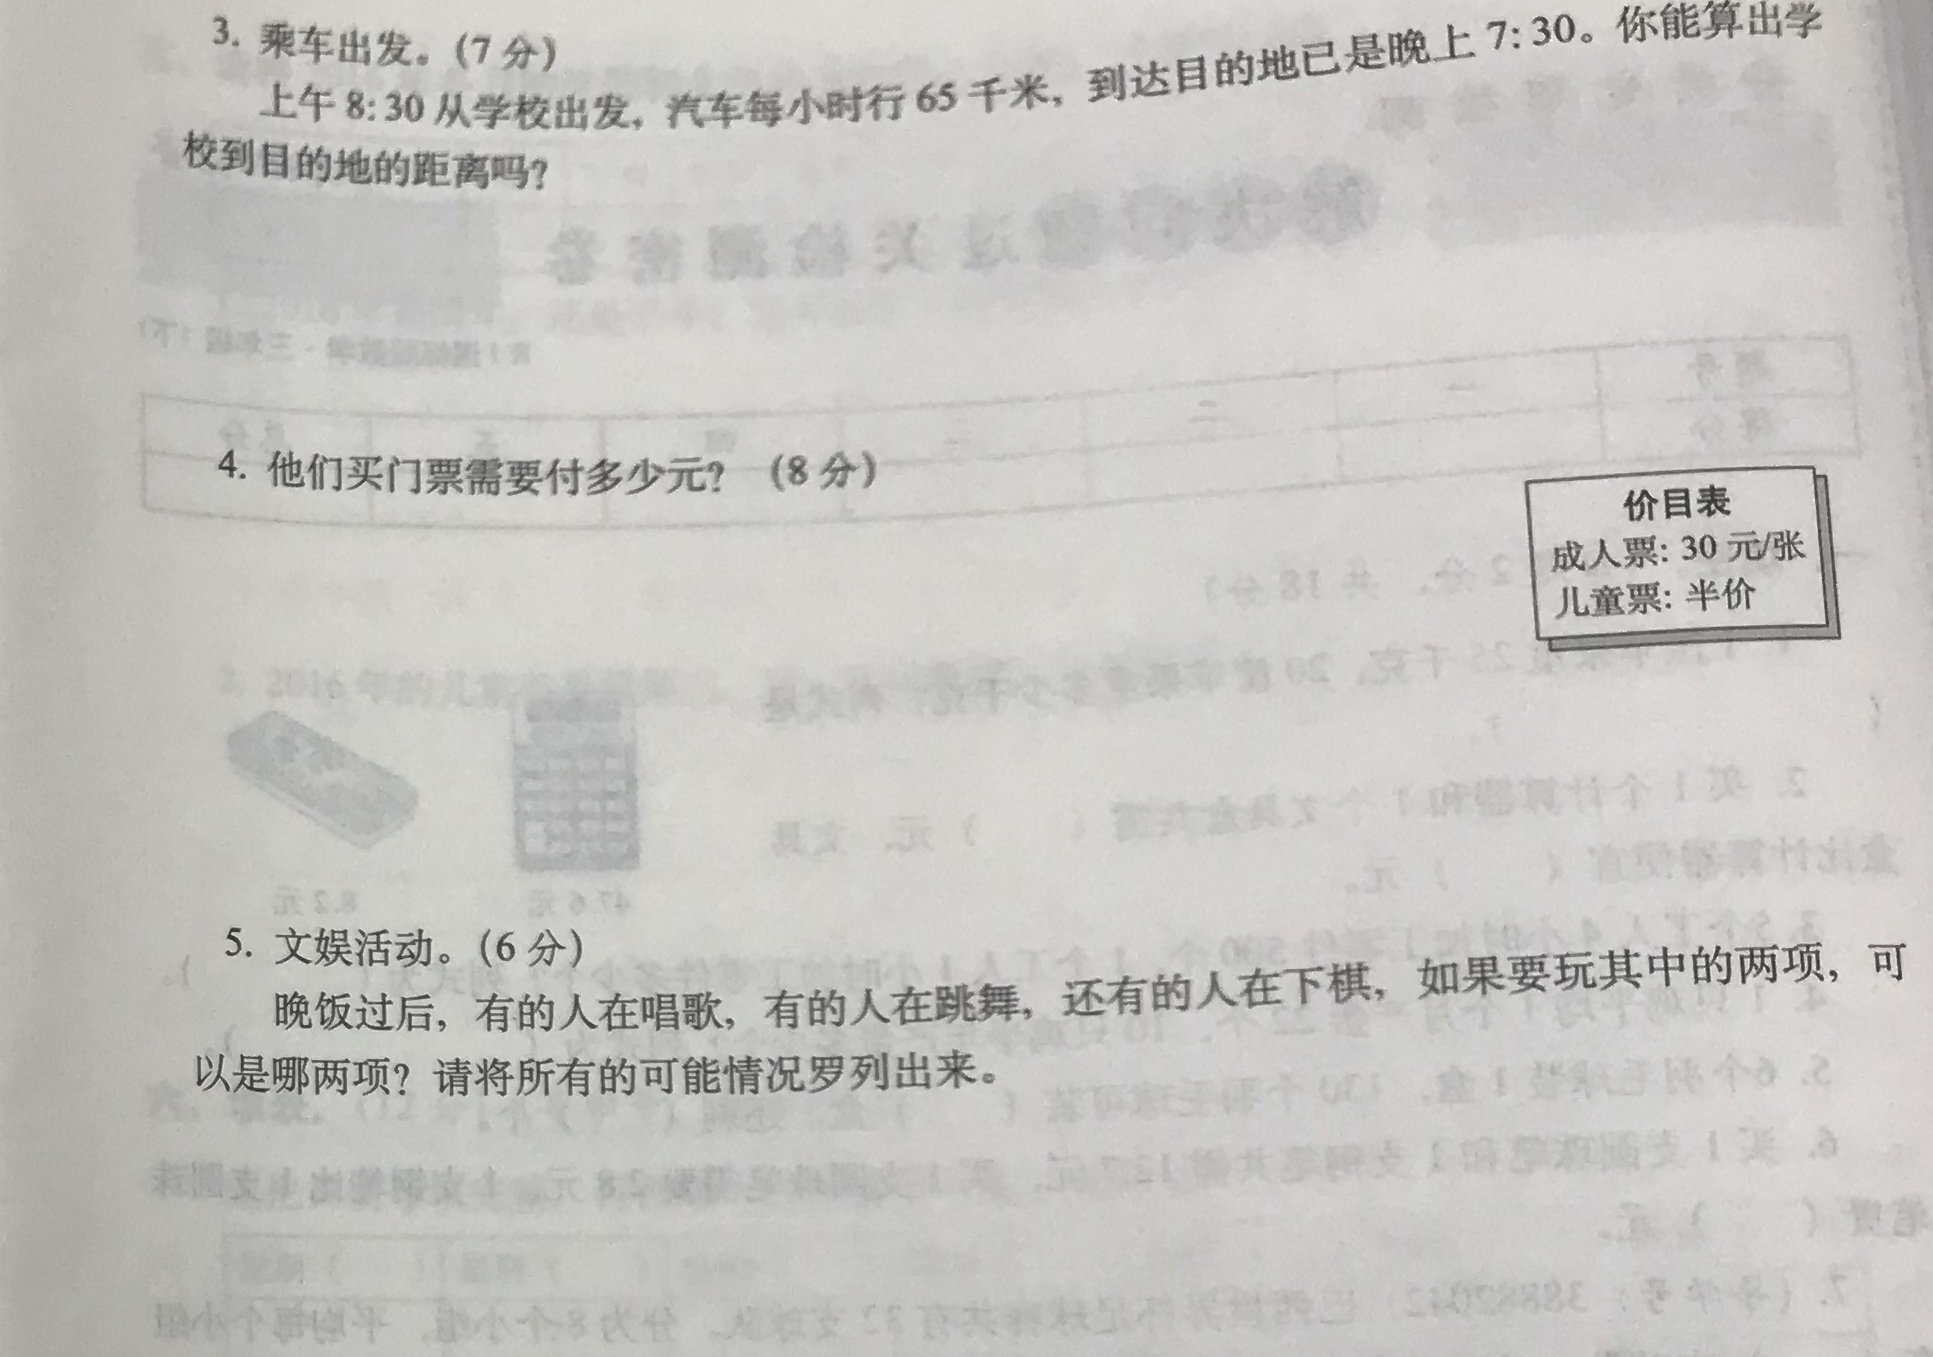 3. 乘车出发。(7 分)
上午 8:30 从学校出发，汽车每小时行 65 千米，到达目的地已是晚上 7:30。你能算出学
校到目的地的距离吗?
4. 他们买门票需要付多少元? (8 分)
价目表
成人票: 30 元/张
儿童票: 半价
5. 文娱活动。(6 分)
晚饭过后，有的人在唱歌，有的人在跳舞，还有的人在下棋，如果要玩其中的两项，可
以是哪两项? 请将所有的可能情况罗列出来。